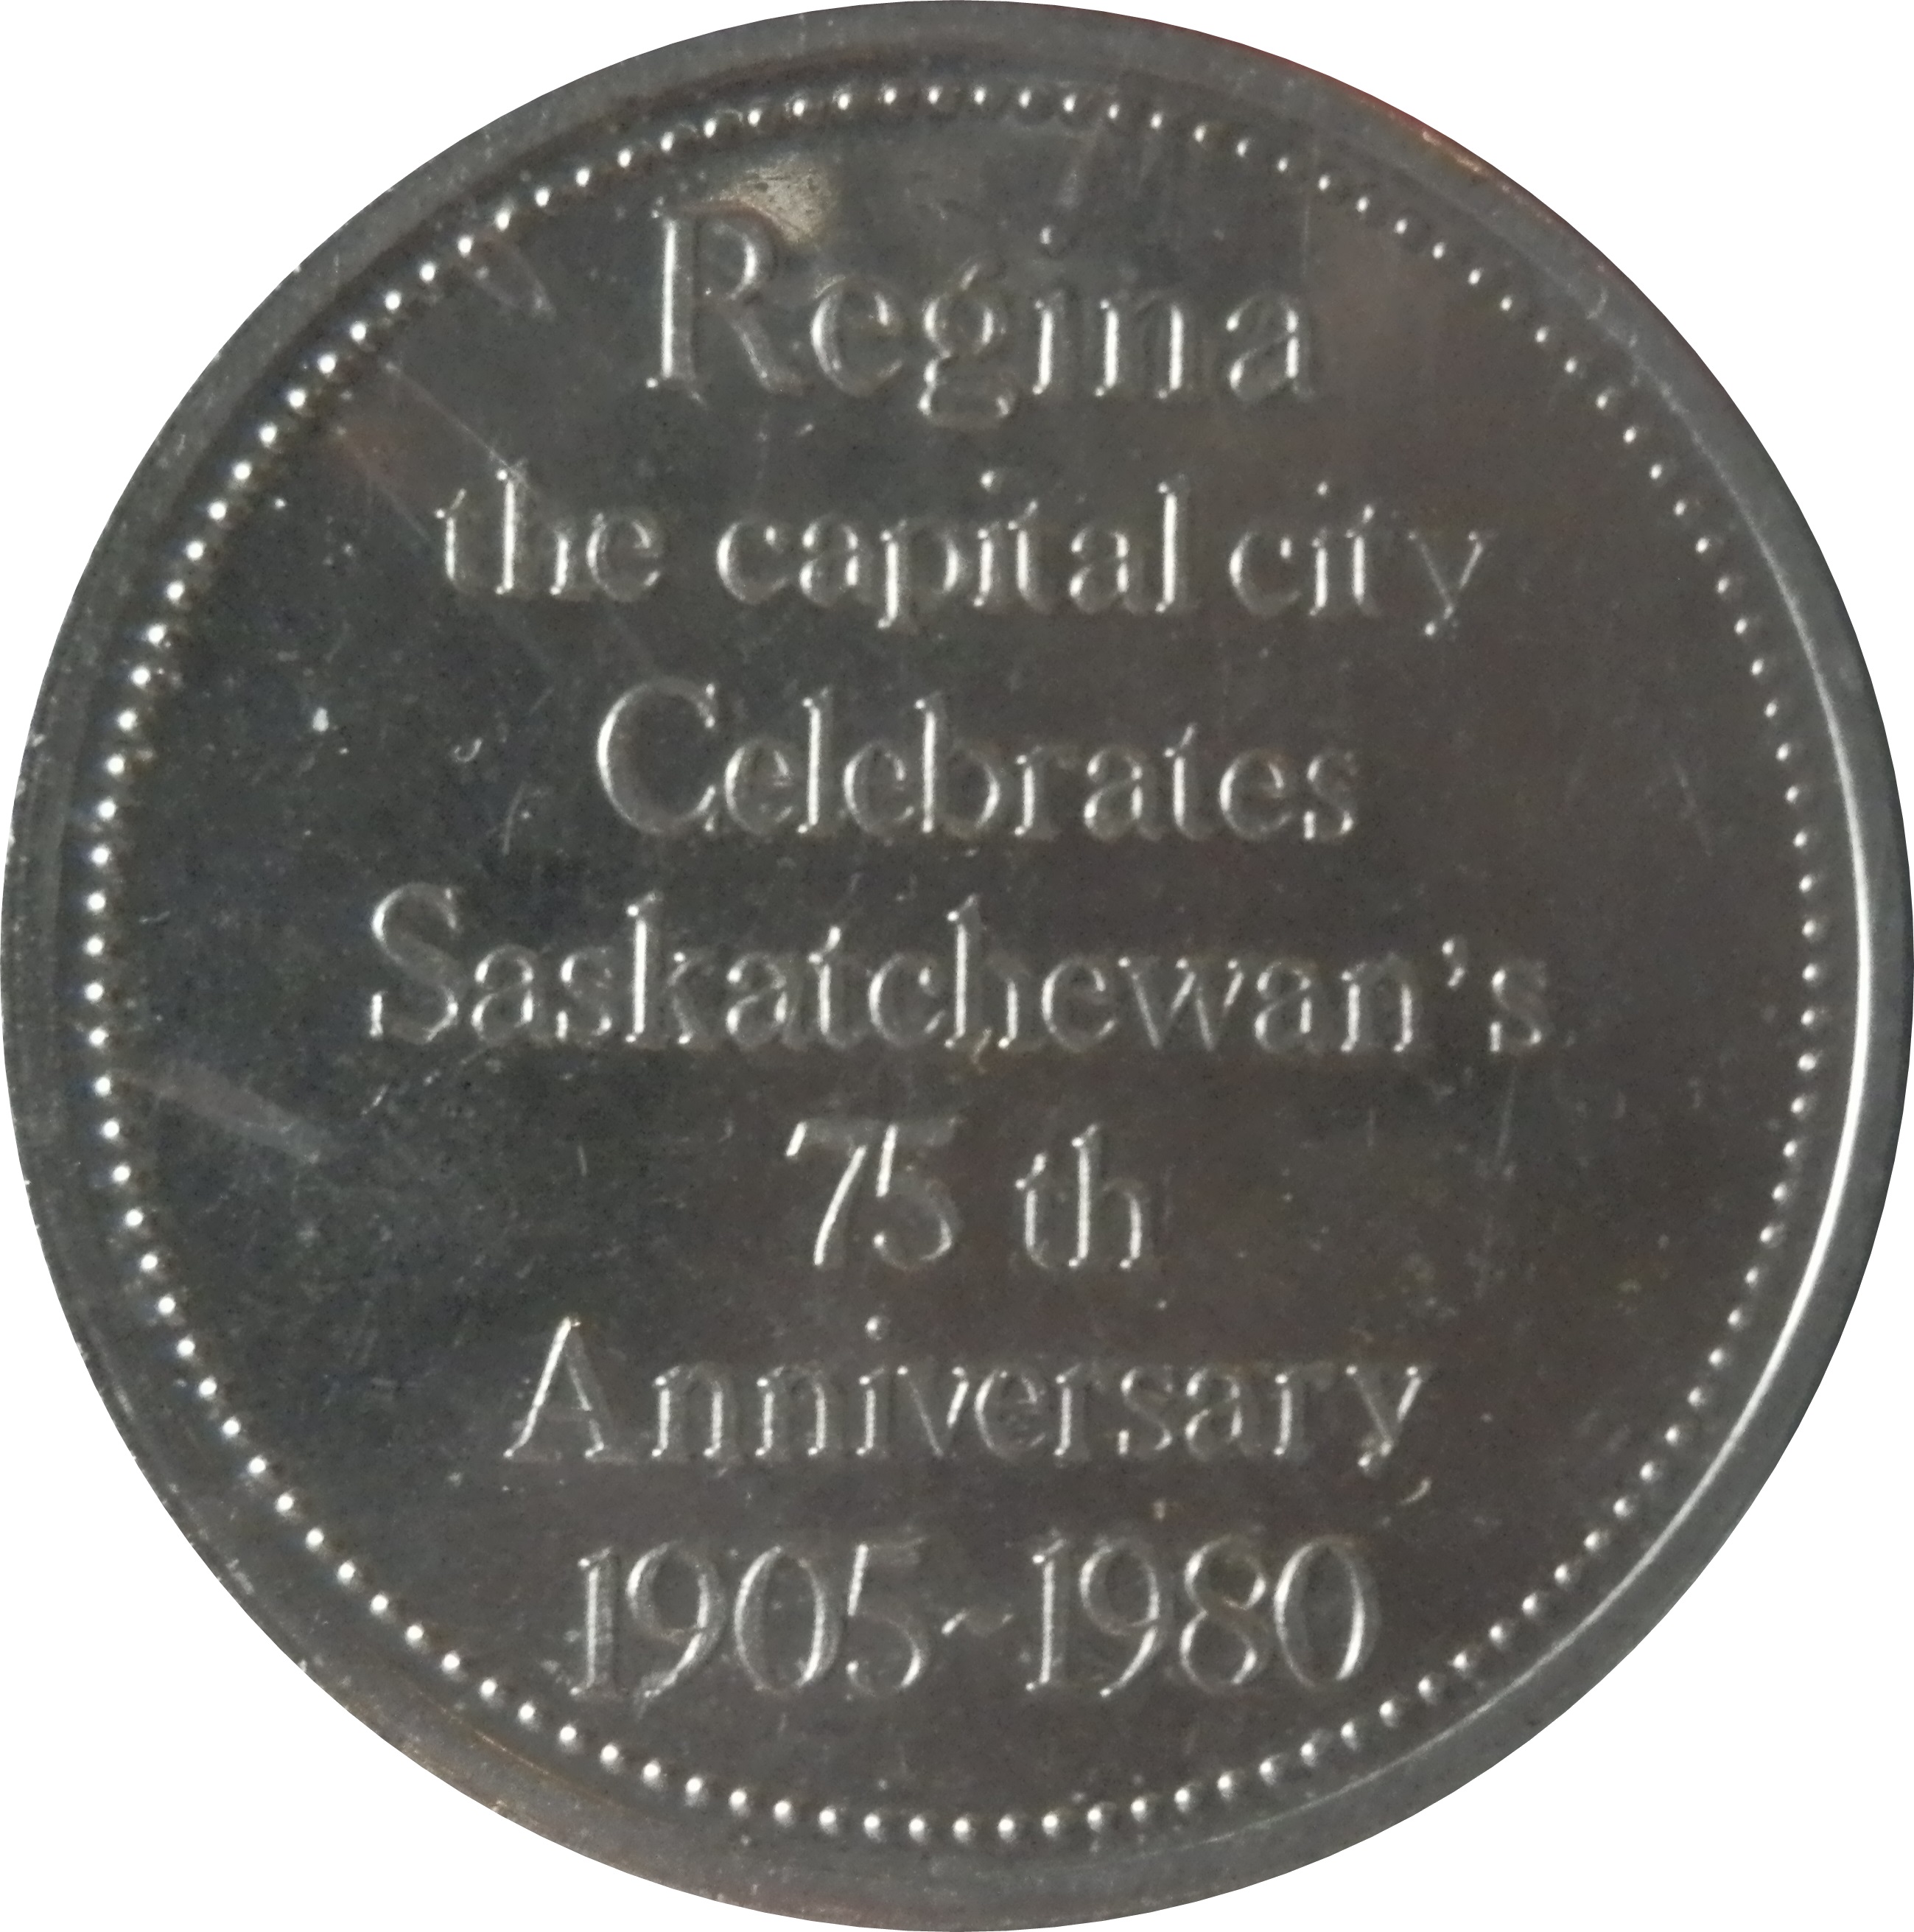 Regina
the capital city
Celebrates
Saskatchewan's
75 th
Anniversary
1905~1980